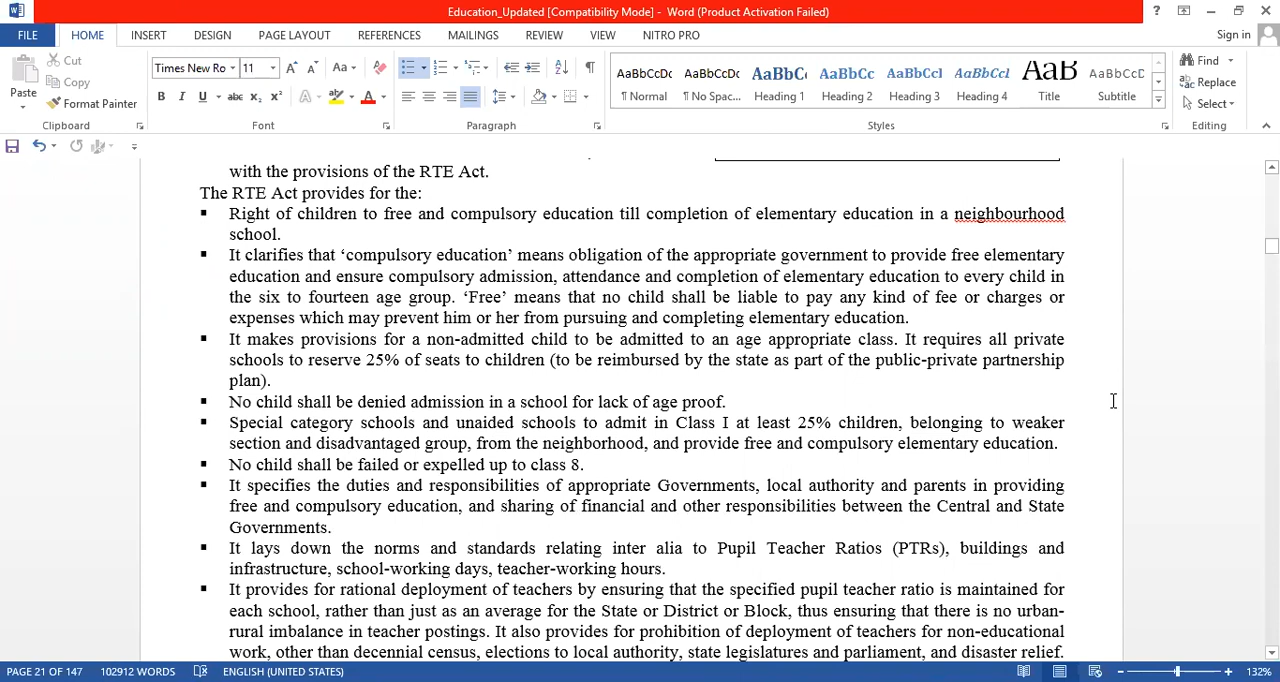 Education_Updated [Compatibility Mode] - Word (Product Activation Failed)
FILE HOME INSERT DESIGN PAGE LAYOUT REFERENCES MAILINGS REVIEW VIEW NITRO PRO Sign in
Cut
Copy
Format Painter
Paste
Times New Ro 11
AaBbCcDc AaBbCcDc AaBbC AaBbCc AaBbCcI AaBbCcI AaB AaBbCcD
¶ Normal ¶ No Spac... Heading 1 Heading 2 Heading 3 Heading 4 Title Subtitle
Find
Replace
Select
Clipboard Font Paragraph Styles Editing
with the provisions of the RTE Act.
The RTE Act provides for the:
▪ Right of children to free and compulsory education till completion of elementary education in a neighbourhood
school.
▪ It clarifies that ‘compulsory education’ means obligation of the appropriate government to provide free elementary
education and ensure compulsory admission, attendance and completion of elementary education to every child in
the six to fourteen age group. ‘Free’ means that no child shall be liable to pay any kind of fee or charges or
expenses which may prevent him or her from pursuing and completing elementary education.
▪ It makes provisions for a non-admitted child to be admitted to an age appropriate class. It requires all private
schools to reserve 25% of seats to children (to be reimbursed by the state as part of the public-private partnership
plan).
▪ No child shall be denied admission in a school for lack of age proof.
▪ Special category schools and unaided schools to admit in Class I at least 25% children, belonging to weaker
section and disadvantaged group, from the neighborhood, and provide free and compulsory elementary education.
▪ No child shall be failed or expelled up to class 8.
▪ It specifies the duties and responsibilities of appropriate Governments, local authority and parents in providing
free and compulsory education, and sharing of financial and other responsibilities between the Central and State
Governments.
▪ It lays down the norms and standards relating inter alia to Pupil Teacher Ratios (PTRs), buildings and
infrastructure, school-working days, teacher-working hours.
▪ It provides for rational deployment of teachers by ensuring that the specified pupil teacher ratio is maintained for
each school, rather than just as an average for the State or District or Block, thus ensuring that there is no urban-
rural imbalance in teacher postings. It also provides for prohibition of deployment of teachers for non-educational
work, other than decennial census, elections to local authority, state legislatures and parliament, and disaster relief.
PAGE 21 OF 147 102912 WORDS ENGLISH (UNITED STATES) 132%